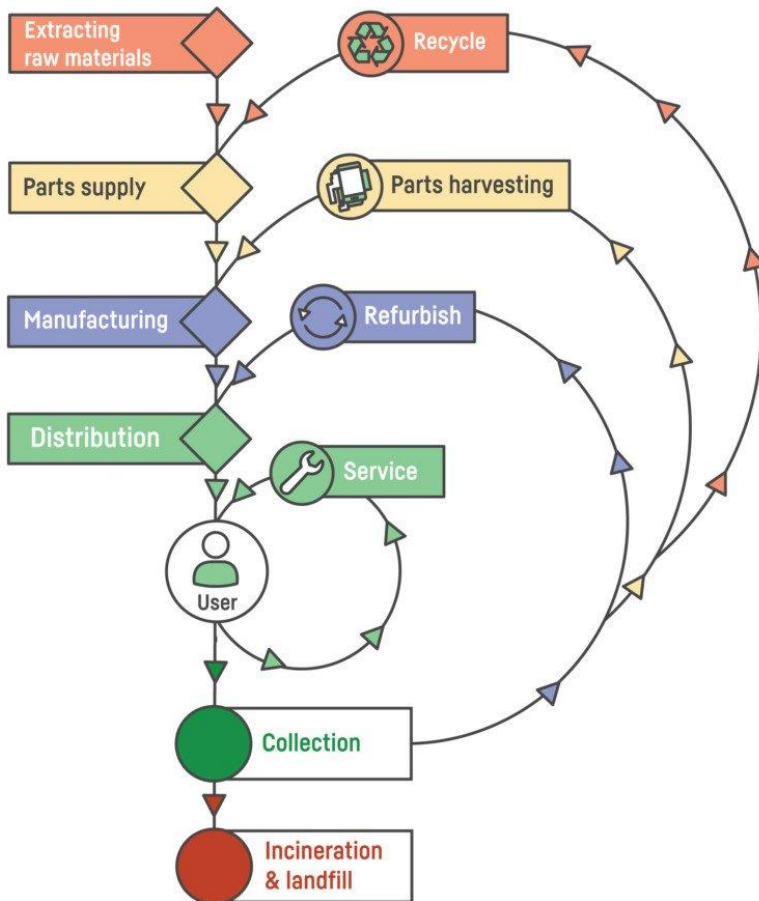 Extracting
raw materials
Recycle
Parts supply
Parts harvesting
Manufacturing
Refurbish
Distribution
Service
User
Collection
Incineration
& landfill